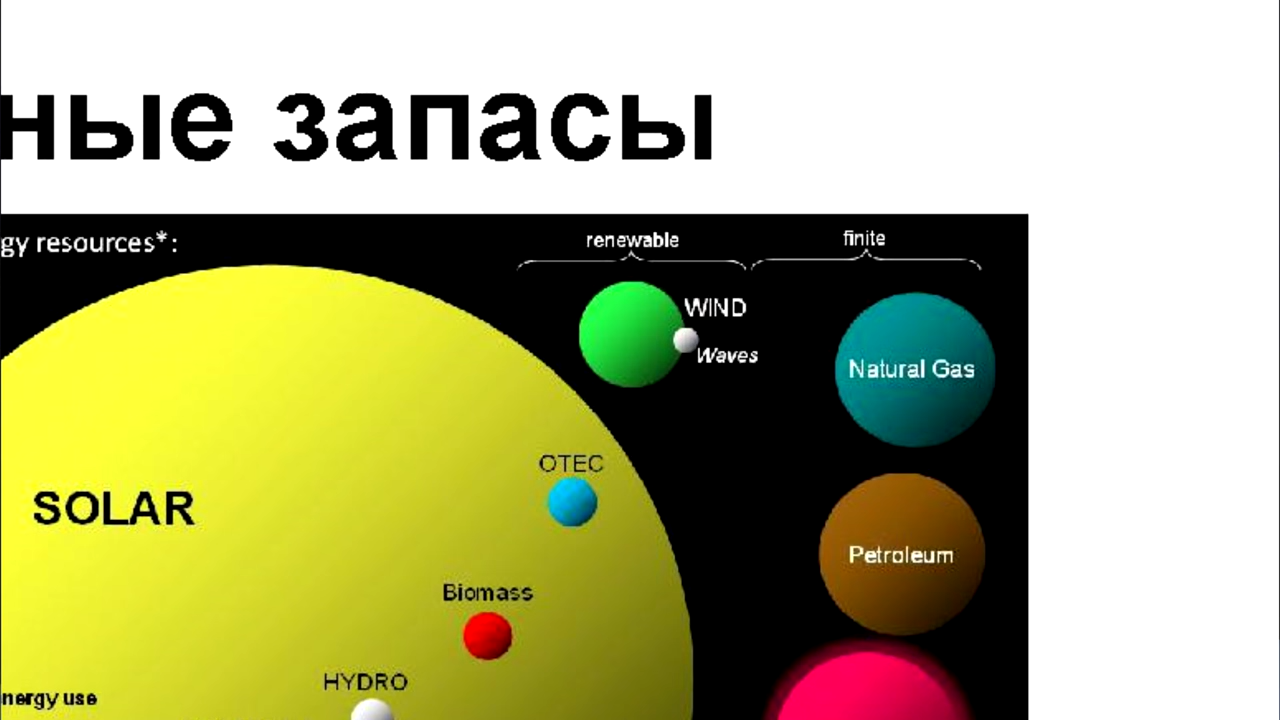 ные запасы
gy resources*:
renewable
finite
WIND
Waves
Natural Gas
OTEC
SOLAR
Petroleum
Biomass
HYDRO
nergy use